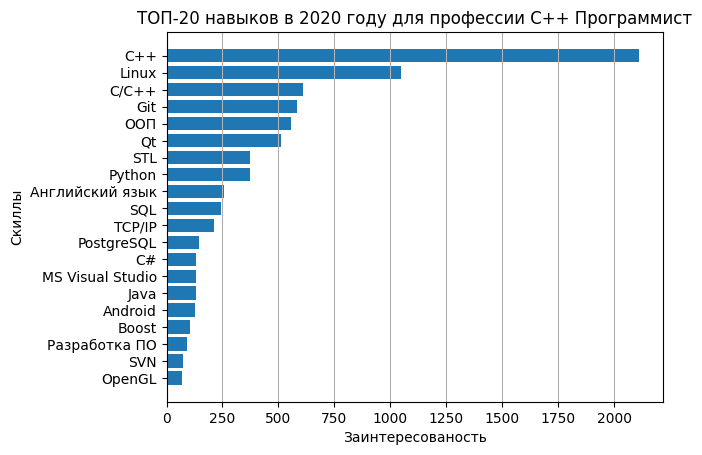 ТОП-20 навыков в 2020 году для профессии C++ Программист
Скиллы
C++
Linux
C/C++
Git
ООП
Qt
STL
Python
Английский язык
SQL
TCP/IP
PostgreSQL
C#
MS Visual Studio
Java
Android
Boost
Разработка ПО
SVN
OpenGL
0 250 500 750 1000 1250 1500 1750 2000
Заинтересованость